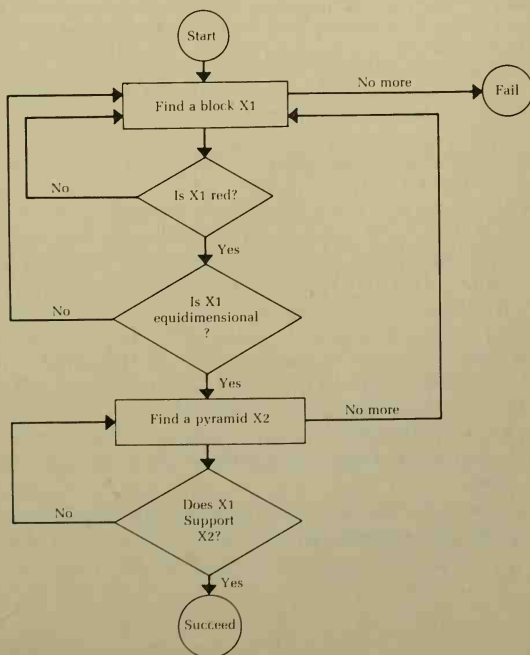 Start
Find a block X1
No more
Fail
Is X1 red?
No
Yes
Is X1
equidimensional
?
No
Yes
Find a pyramid X2
No more
Does X1
Support
X2?
No
Yes
Succeed